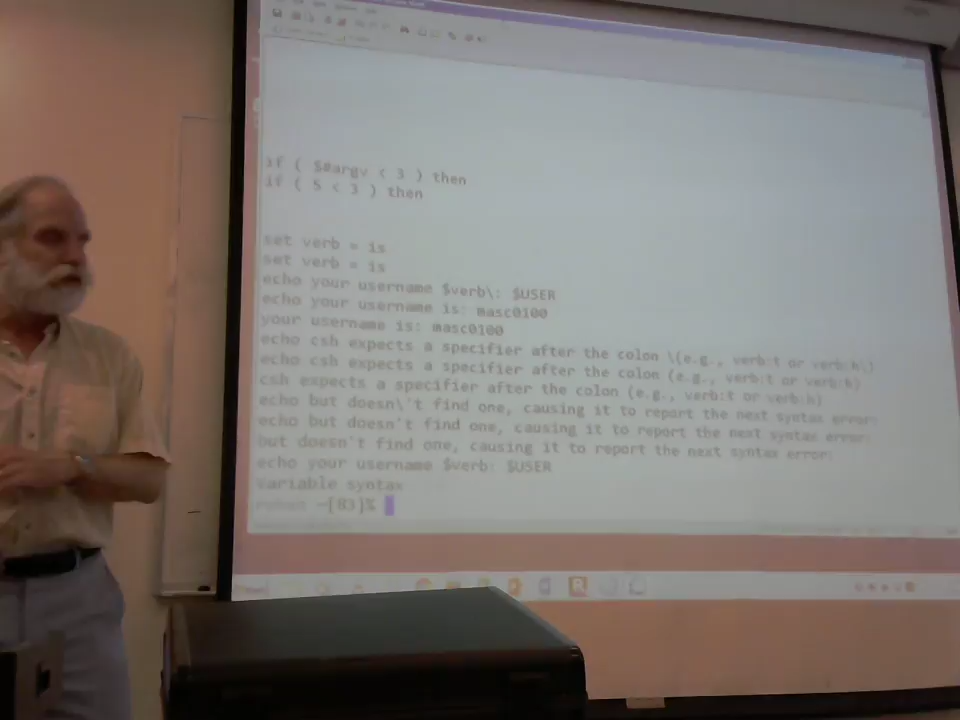 if ( $#argv < 3 ) then
if ( 5 < 3 ) then
set verb = is
set verb = is
echo your username $verb\: $USER
echo your username is: masc0100
your username is: masc0100
echo csh expects a specifier after the colon \(e.g., verb:t or verb:h\)
echo csh expects a specifier after the colon (e.g., verb:t or verb:h)
csh expects a specifier after the colon (e.g., verb:t or verb:h)
echo but doesn\'t find one, causing it to report the next syntax error:
echo but doesn't find one, causing it to report the next syntax error:
but doesn't find one, causing it to report the next syntax error:
echo your username $verb: $USER
Variable syntax
~[83]%